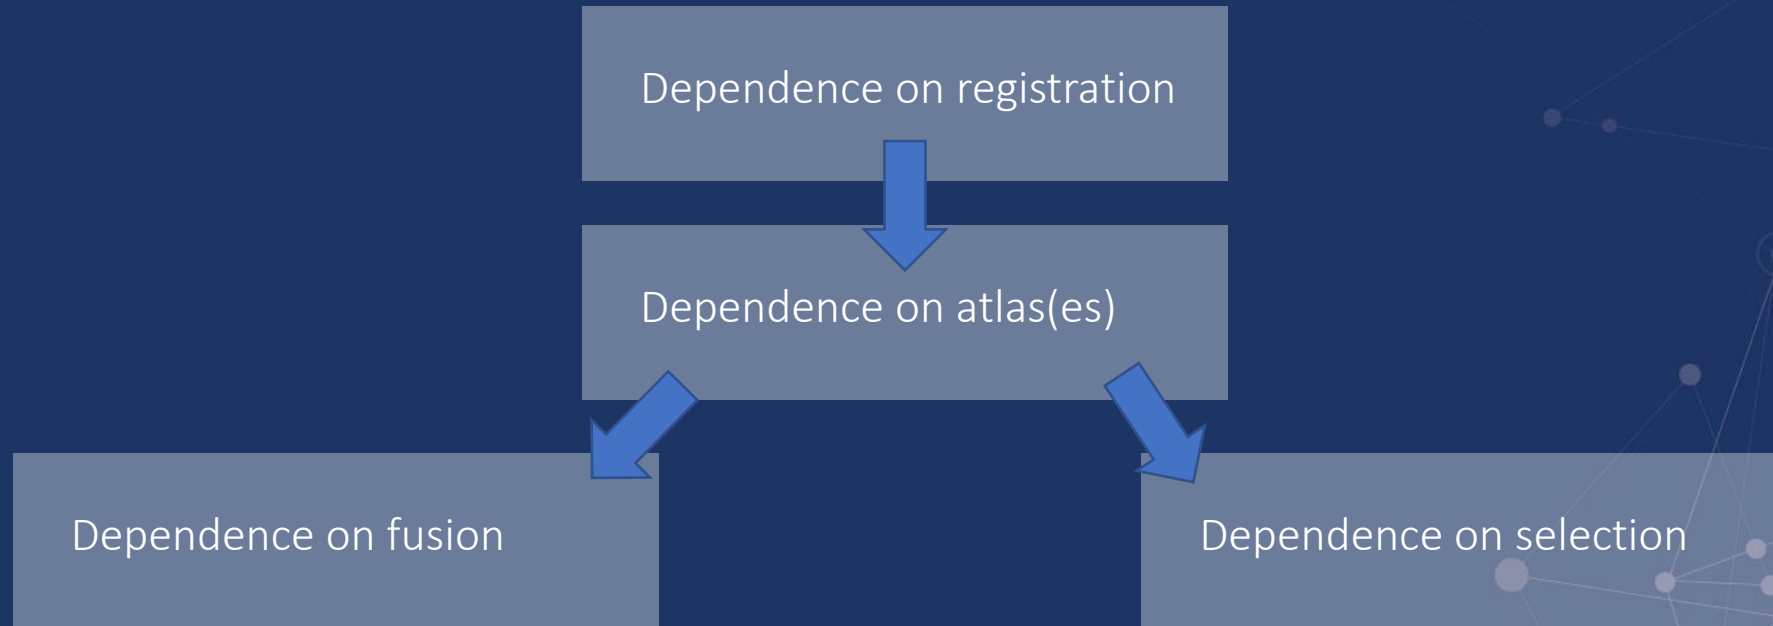 Dependence on registration
Dependence on atlas(es)
Dependence on fusion
Dependence on selection